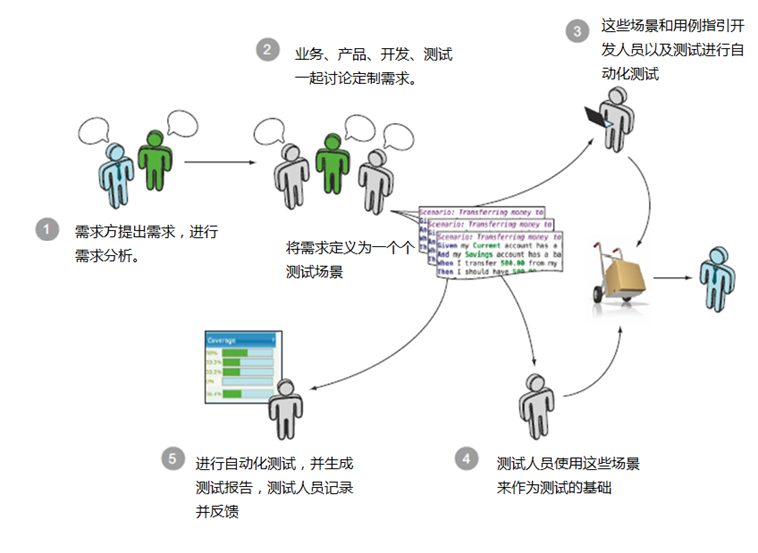 1
需求方提出需求，进行
需求分析。
2
业务、产品、开发、测试
一起讨论定制需求。
将需求定义为一个个
测试场景
Scenario: Transferring money to
Scenario: Transferring money to
Scenario: Transferring money to
Given my Current account has a
And my Savings account has a ba
When I transfer 500.00 from my
Then I should have 500.00
3
这些场景和用例指引开
发人员以及测试进行自
动化测试
4
测试人员使用这些场景
来作为测试的基础
5
进行自动化测试，并生成
测试报告，测试人员记录
并反馈
Coverage
33.3%
33.3%